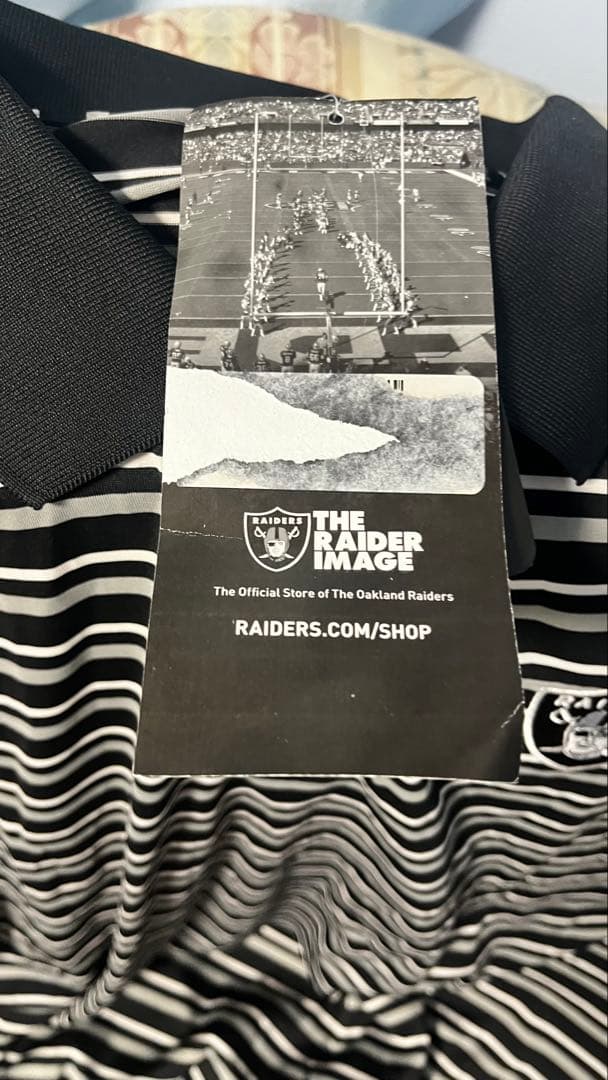 RAIDERS
THE
RAIDER
IMAGE
The Official Store of The Oakland Raiders
RAIDERS.COM/SHOP